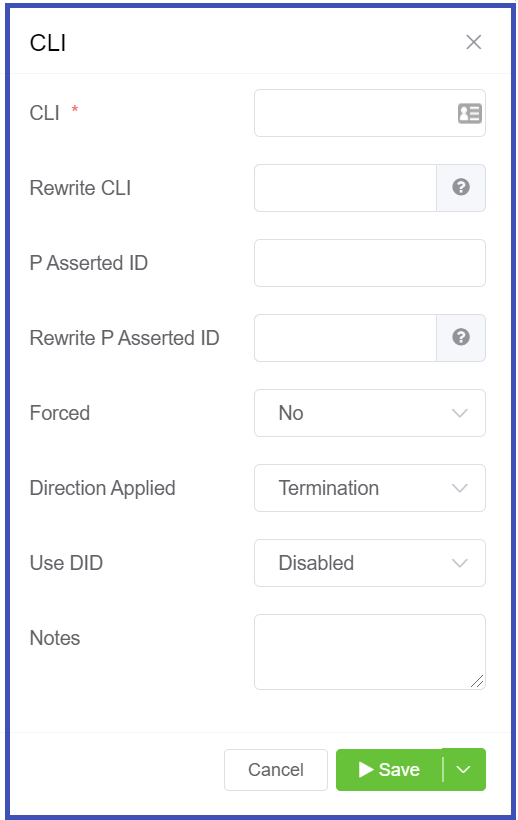 CLI
CLI *
Rewrite CLI
P Asserted ID
Rewrite P Asserted ID
Forced No
Direction Applied Termination
Use DID Disabled
Notes
Cancel Save